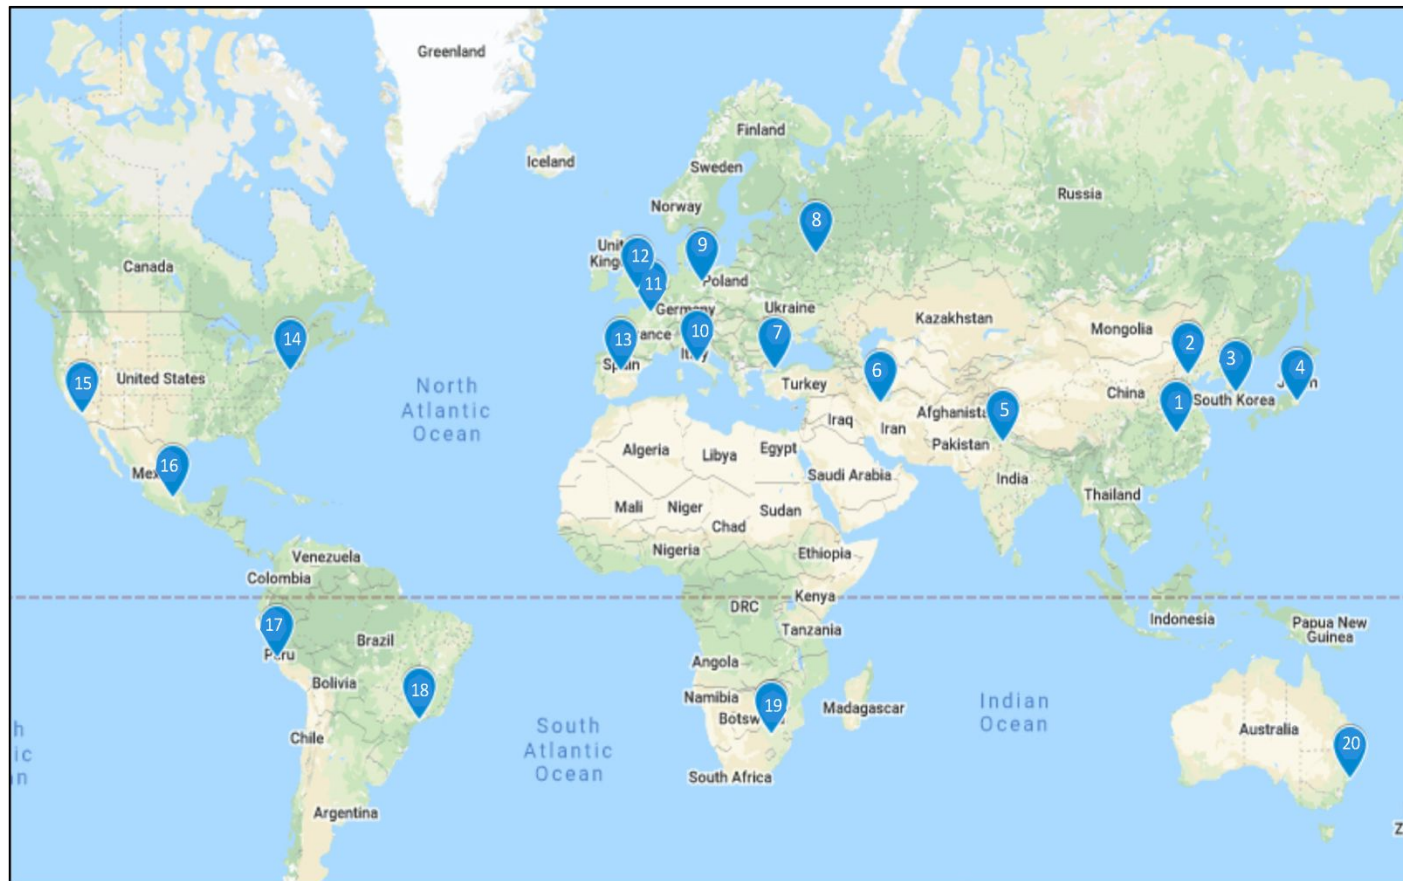 Greenland
Finland
Iceland
Sweden
Russia
Norway
8
9
12
Canada
11
Poland
Germany
Ukraine
Kazakhstan
Mongolia
14
13
10
7
2
3
4
15
United States
Spain
Turkey
6
China
South Korea
1
North
Atlantic
Ocean
Iraq
Iran
5
Pakistan
Algeria
Libya
Egypt
Saudi Arabia
India
16
Thailand
Mali
Niger
Sudan
Chad
Nigeria
Ethiopia
Venezuela
Colombia
Kenya
DRC
Indonesia
Papua New
Guinea
17
Tanzania
Brazil
Peru
Angola
Bolivia
18
Namibia
19
Madagascar
Indian
Ocean
South
Atlantic
Ocean
Chile
Australia
20
South Africa
Argentina